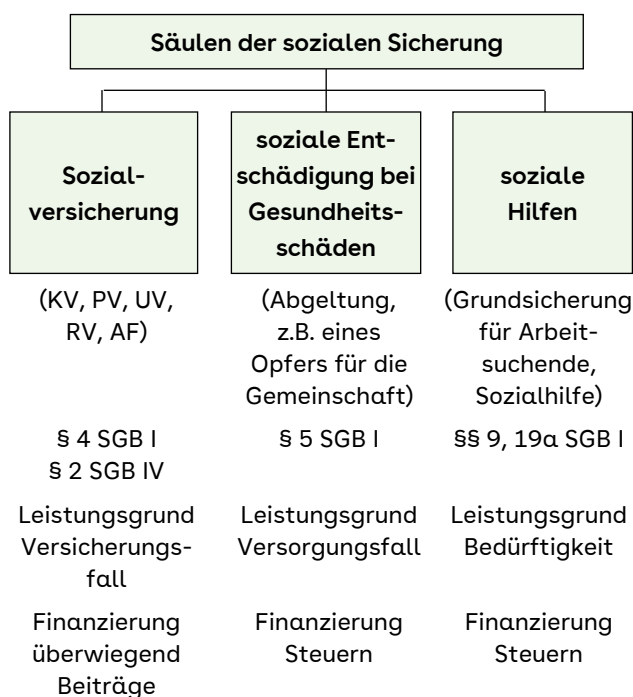 Säulen der sozialen Sicherung
Sozial-
versicherung
soziale Ent-
schädigung bei
Gesundheits-
schäden
soziale
Hilfen
(KV, PV, UV,
RV, AF)
(Abgeltung,
z.B. eines
Opfers für die
Gemeinschaft)
(Grundsicherung
für Arbeit-
suchende,
Sozialhilfe)
§ 4 SGB I
§ 2 SGB IV
§ 5 SGB I
§§ 9, 19a SGB I
Leistungsgrund
Versicherungs-
fall
Leistungsgrund
Versorgungsfall
Leistungsgrund
Bedürftigkeit
Finanzierung
überwiegend
Beiträge
Finanzierung
Steuern
Finanzierung
Steuern